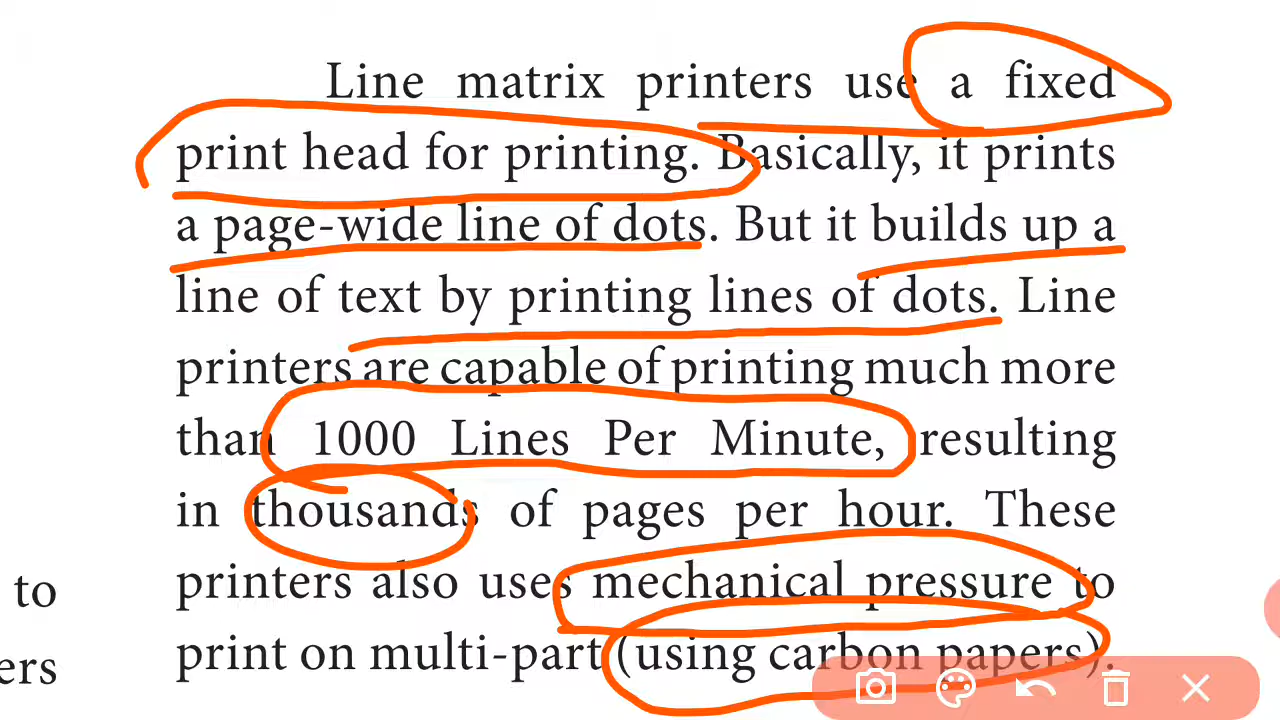 Line matrix printers use a fixed
print head for printing. Basically, it prints
a page-wide line of dots. But it builds up a
line of text by printing lines of dots. Line
printers are capable of printing much more
than 1000 Lines Per Minute, resulting
in thousands of pages per hour. These
printers also uses mechanical pressure to
print on multi-part (using carbon papers).
to
ers